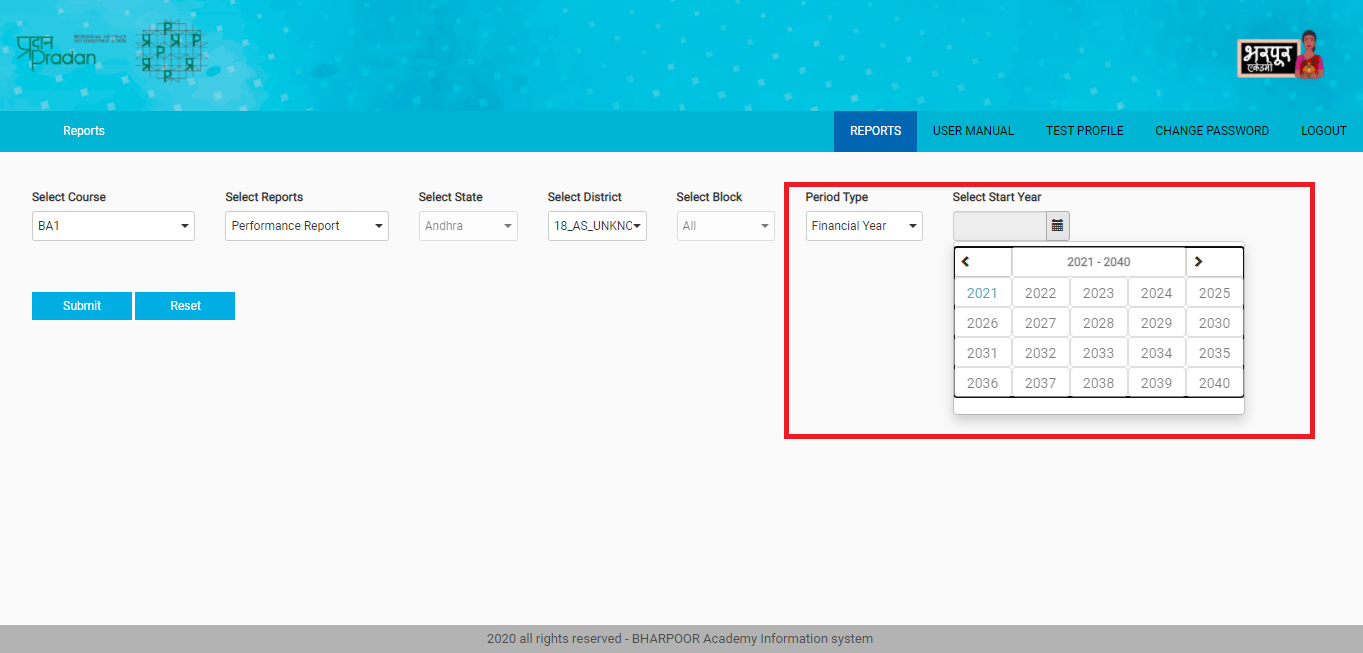 प्रदान
Pradan
प्र
प्र प्र प्र
प्र प्र
प्र
भरपूर
एकेडमी
Reports
REPORTS
USER MANUAL
TEST PROFILE
CHANGE PASSWORD
LOGOUT
Select Course
Select Reports
Select State
Select District
Select Block
Period Type
Select Start Year
BA1
Performance Report
Andhra
18_AS_UNKNO
All
Financial Year
2021 - 2040
2021 2022 2023 2024 2025
2026 2027 2028 2029 2030
2031 2032 2033 2034 2035
2036 2037 2038 2039 2040
Submit
Reset
2020 all rights reserved - BHARPOOR Academy Information system